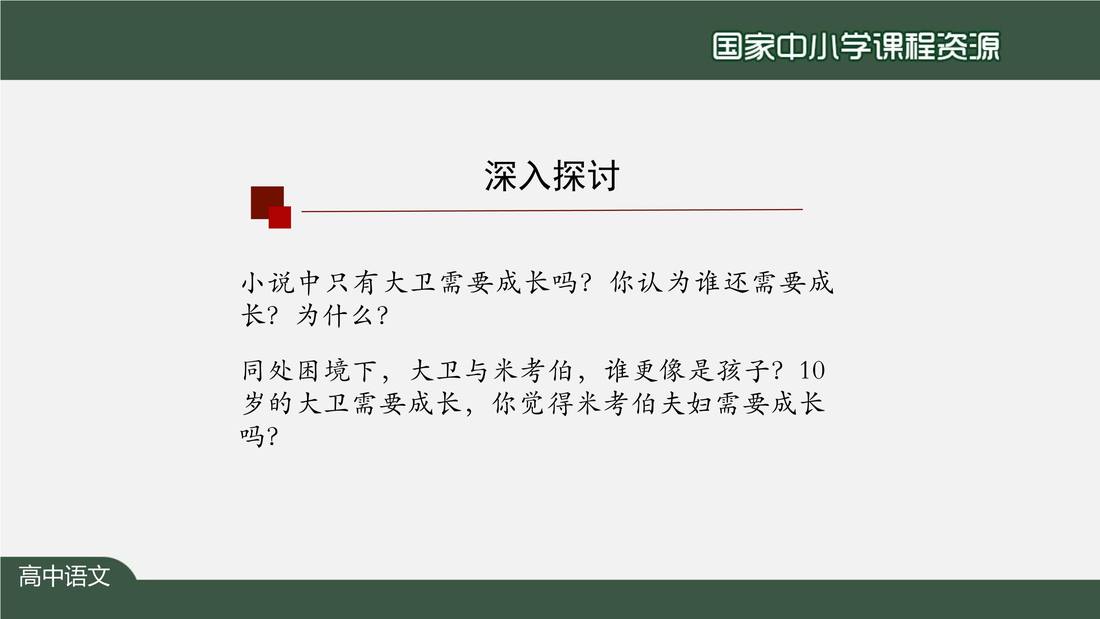 国家中小学课程资源
深入探讨
小说中只有大卫需要成长吗？你认为谁还需要成
长？为什么？
同处困境下，大卫与米考伯，谁更像是孩子？10
岁的大卫需要成长，你觉得米考伯夫妇需要成长
吗？
高中语文